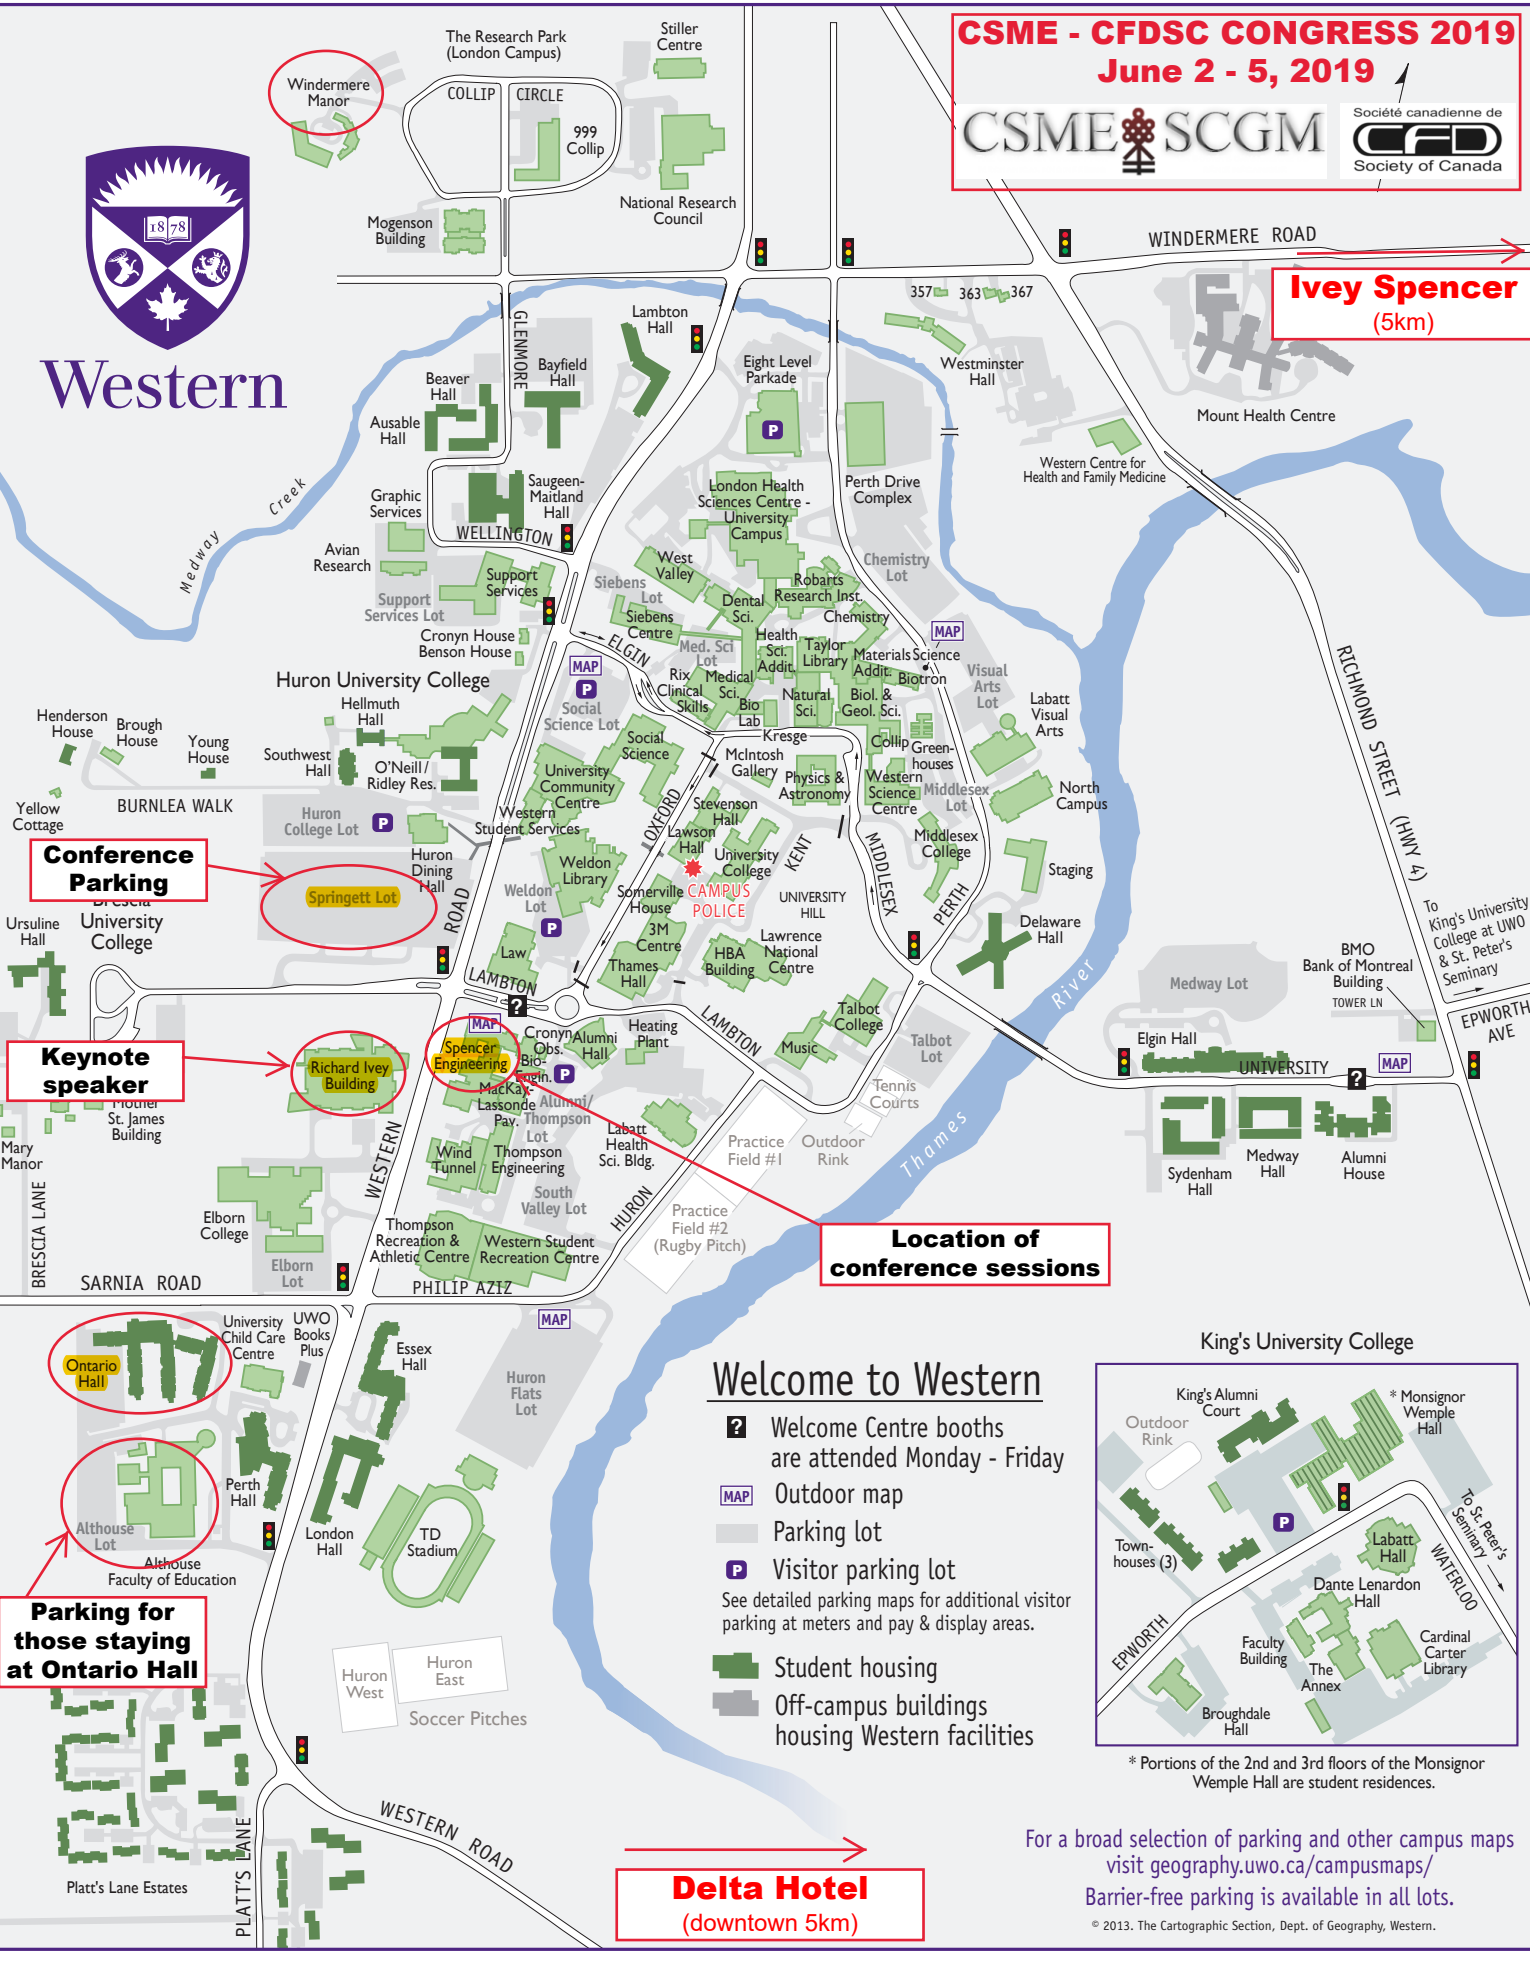 CSME - CFDSC CONGRESS 2019
June 2 - 5, 2019
CSME SCGM
Société canadienne de
CFD
Society of Canada
The Research Park
(London Campus)
Stiller
Centre
Windermere
Manor
COLLIP CIRCLE
999
Collip
National Research
Council
Mogenson
Building
18 78
Western
WINDERMERE ROAD
Ivey Spencer
(5km)
357
363
367
Lambton
Hall
GLENMORE
Bayfield
Hall
Beaver
Hall
Ausable
Hall
Eight Level
Parkade
P
Westminster
Hall
Mount Health Centre
Western Centre for
Health and Family Medicine
Perth Drive
Complex
London Health
Sciences Centre -
University
Campus
Saugeen-
Maitland
Hall
Graphic
Services
WELLINGTON
Medway Creek
Avian
Research
Support
Services
Support
Services Lot
Siebens
Lot
West
Valley
Chemistry
Lot
Robarts
Research Inst.
Dental
Sci.
Siebens
Centre
Chemistry
Cronyn House
Benson House
ELGIN
Med. Sci
Lot
Health
Sci.
Addit.
Taylor
Library
Materials Science
Addit.
Biotron
MAP
MAP
P
Social
Science Lot
Rix
Clinical
Skills
Medical
Sci.
Bio
Lab
Natural
Sci.
Biol. &
Geol. Sci.
Visual
Arts
Lot
Labatt
Visual
Arts
Huron University College
Hellmuth
Hall
Southwest
Hall
O'Neill/
Ridley Res.
Henderson
House
Brough
House
Young
House
BURNLEA WALK
Yellow
Cottage
Huron
College Lot
P
Social
Science
Kresge
McIntosh
Gallery
Physics &
Astronomy
Collip
Green-
houses
Western
Science
Centre
Middlesex
Lot
North
Campus
University
Community
Centre
Western
Student Services
OXFORD
Stevenson
Hall
Lawson
Hall
University
College
KENT
MIDDLESEX
Middlesex
College
Staging
RICHMOND STREET (HWY 4)
Conference
Parking
Springett Lot
Huron
Dining
Hall
Weldon
Library
Weldon
Lot
P
Somerville
House
CAMPUS
POLICE
UNIVERSITY
HILL
PERTH
Delaware
Hall
Brescia
University
College
Ursuline
Hall
ROAD
Law
3M
Centre
Thames
Hall
HBA
Building
Lawrence
National
Centre
To
King's University
College at UWO
& St. Peter's
Seminary
BMO
Bank of Montreal
Building
TOWER LN
Medway Lot
EPWORTH
AVE
LAMBTON
?
MAP
Cronyn
Obs.
Alumni
Hall
Heating
Plant
LAMBTON
Talbot
College
Music
Talbot
Lot
River
Elgin Hall
UNIVERSITY
?
MAP
Keynote
speaker
Richard Ivey
Building
Spencer
Engineering
Bio-
Engin.
P
MacKay-
Lassonde
Pav.
Alumni/
Thompson
Lot
Tennis
Courts
Practice
Field #1
Outdoor
Rink
Thames
Labatt
Health
Sci. Bldg.
Mother
St. James
Building
Mary
Manor
BRESCIA LANE
WESTERN
Wind
Tunnel
Thompson
Engineering
South
Valley Lot
HURON
Practice
Field #2
(Rugby Pitch)
Sydenham
Hall
Medway
Hall
Alumni
House
Elborn
College
Elborn
Lot
Thompson
Recreation &
Athletic Centre
Western Student
Recreation Centre
Location of
conference sessions
SARNIA ROAD
PHILIP AZIZ
MAP
Ontario
Hall
University
Child Care
Centre
UWO
Books
Plus
Essex
Hall
Huron
Flats
Lot
Althouse
Lot
Althouse
Faculty of Education
Perth
Hall
London
Hall
TD
Stadium
Parking for
those staying
at Ontario Hall
Huron
West
Huron
East
Soccer Pitches
Platt's Lane Estates
PLATT'S LANE
WESTERN ROAD
Delta Hotel
(downtown 5km)
Welcome to Western
? Welcome Centre booths
are attended Monday - Friday
MAP Outdoor map
Parking lot
P Visitor parking lot
See detailed parking maps for additional visitor
parking at meters and pay & display areas.
Student housing
Off-campus buildings
housing Western facilities
King's University College
King's Alumni
Court
* Monsignor
Wemple
Hall
Outdoor
Rink
P
Town-
houses (3)
Labatt
Hall
To St. Peter's
Seminary
WATERLOO
Dante Lenardon
Hall
EPWORTH
Faculty
Building
The
Annex
Cardinal
Carter
Library
Broughdale
Hall
* Portions of the 2nd and 3rd floors of the Monsignor
Wemple Hall are student residences.
For a broad selection of parking and other campus maps
visit geography.uwo.ca/campusmaps/
Barrier-free parking is available in all lots.
© 2013. The Cartographic Section, Dept. of Geography, Western.